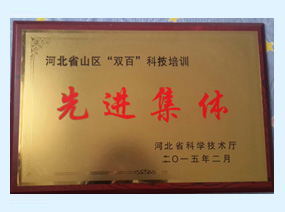 河北省山区“双百”科技培训
先进集体
河北省科学技术厅
二〇一五年二月